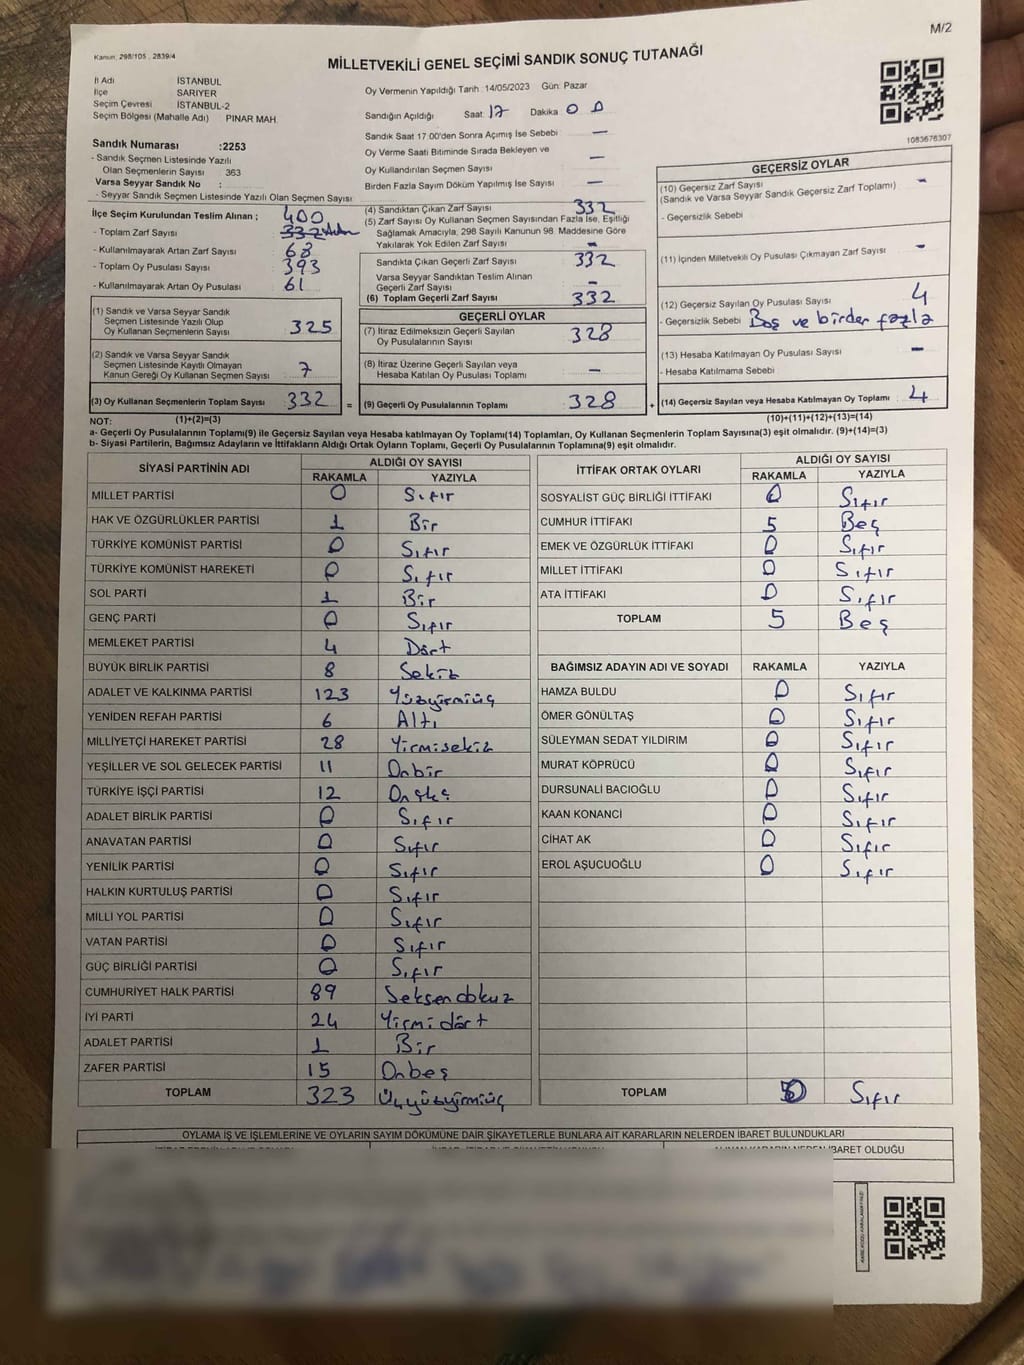 M/2
Kanun: 298/105 , 2839/4
MİLLETVEKİLİ GENEL SEÇİMİ SANDIK SONUÇ TUTANAĞI
İl Adı İSTANBUL
İlçe SARIYER
Seçim Çevresi İSTANBUL-2
Seçim Bölgesi (Mahalle Adı) PINAR MAH.
Oy Vermenin Yapıldığı Tarih :14/05/2023 Gün: Pazar
Sandığın Açıldığı Saat: 17 Dakika 0 0
Sandık Saat 17.00'den Sonra Açılmış İse Sebebi —
Oy Verme Saati Bitiminde Sırada Bekleyen ve
Oy Kullandırılan Seçmen Sayısı —
Birden Fazla Sayım Döküm Yapılmış İse Sayısı —
1083676307
Sandık Numarası :2253
- Sandık Seçmen Listesinde Yazılı
Olan Seçmenlerin Sayısı 363
Varsa Seyyar Sandık No :
- Seyyar Sandık Seçmen Listesinde Yazılı Olan Seçmen Sayısı
İlçe Seçim Kurulundan Teslim Alınan ; 400
- Toplam Zarf Sayısı 332
- Kullanılmayarak Artan Zarf Sayısı 68
- Toplam Oy Pusulası Sayısı 393
- Kullanılmayarak Artan Oy Pusulası 61
(1) Sandık ve Varsa Seyyar Sandık
Seçmen Listesinde Yazılı Olup
Oy Kullanan Seçmenlerin Sayısı 325
(2) Sandık ve Varsa Seyyar Sandık
Seçmen Listesinde Kayıtlı Olmayan
Kanun Gereği Oy Kullanan Seçmen Sayısı 7
(3) Oy Kullanan Seçmenlerin Toplam Sayısı 332 =
(1)+(2)=(3)
(4) Sandıktan Çıkan Zarf Sayısı 332
(5) Zarf Sayısı Oy Kullanan Seçmen Sayısından Fazla İse, Eşitliği
Sağlamak Amacıyla, 298 Sayılı Kanunun 98. Maddesine Göre
Yakılarak Yok Edilen Zarf Sayısı —
Sandıkta Çıkan Geçerli Zarf Sayısı 332
Varsa Seyyar Sandıktan Teslim Alınan
Geçerli Zarf Sayısı —
(6) Toplam Geçerli Zarf Sayısı 332
GEÇERLİ OYLAR
(7) İtiraz Edilmeksizin Geçerli Sayılan
Oy Pusulalarının Sayısı 328
(8) İtiraz Üzerine Geçerli Sayılan veya
Hesaba Katılan Oy Pusulası Toplamı —
(9) Geçerli Oy Pusulalarının Toplamı 328 +
GEÇERSİZ OYLAR
(10) Geçersiz Zarf Sayısı —
(Sandık ve Varsa Seyyar Sandık Geçersiz Zarf Toplamı)
- Geçersizlik Sebebi
(11) İçinden Milletvekili Oy Pusulası Çıkmayan Zarf Sayısı —
(12) Geçersiz Sayılan Oy Pusulası Sayısı 4
- Geçersizlik Sebebi Boş ve birden fazla
(13) Hesaba Katılmayan Oy Pusulası Sayısı —
- Hesaba Katılmama Sebebi
(14) Geçersiz Sayılan veya Hesaba Katılmayan Oy Toplamı 4
(10)+(11)+(12)+(13)=(14)
NOT:
a- Geçerli Oy Pusulalarının Toplamı(9) ile Geçersiz Sayılan veya Hesaba katılmayan Oy Toplamı(14) Toplamları, Oy Kullanan Seçmenlerin Toplam Sayısına(3) eşit olmalıdır. (9)+(14)=(3)
b- Siyasi Partilerin, Bağımsız Adayların ve İttifakların Aldığı Ortak Oyların Toplamı, Geçerli Oy Pusulalarının Toplamına(9) eşit olmalıdır.
SİYASİ PARTİNİN ADI ALDIĞI OY SAYISI
RAKAMLA YAZIYLA
MİLLET PARTİSİ 0 Sıfır
HAK VE ÖZGÜRLÜKLER PARTİSİ 1 Bir
TÜRKİYE KOMÜNİST PARTİSİ 0 Sıfır
TÜRKİYE KOMÜNİST HAREKETİ 0 Sıfır
SOL PARTİ 1 Bir
GENÇ PARTİ 0 Sıfır
MEMLEKET PARTİSİ 4 Dört
BÜYÜK BİRLİK PARTİSİ 8 Sekiz
ADALET VE KALKINMA PARTİSİ 123 Yüzyirmiüç
YENİDEN REFAH PARTİSİ 6 Altı
MİLLİYETÇİ HAREKET PARTİSİ 28 Yirmisekiz
YEŞİLLER VE SOL GELECEK PARTİSİ 11 Onbir
TÜRKİYE İŞÇİ PARTİSİ 12
ADALET BİRLİK PARTİSİ 0 Sıfır
ANAVATAN PARTİSİ 0 Sıfır
YENİLİK PARTİSİ 0 Sıfır
HALKIN KURTULUŞ PARTİSİ 0 Sıfır
MİLLİ YOL PARTİSİ 0 Sıfır
VATAN PARTİSİ 0 Sıfır
GÜÇ BİRLİĞİ PARTİSİ 0 Sıfır
CUMHURİYET HALK PARTİSİ 89 Seksendokuz
İYİ PARTİ 24 Yirmidört
ADALET PARTİSİ 1 Bir
ZAFER PARTİSİ 15 Onbeş
TOPLAM 323 Üçyüzyirmiüç
İTTİFAK ORTAK OYLARI ALDIĞI OY SAYISI
RAKAMLA YAZIYLA
SOSYALİST GÜÇ BİRLİĞİ İTTİFAKI 0 Sıfır
CUMHUR İTTİFAKI 5 Beş
EMEK VE ÖZGÜRLÜK İTTİFAKI 0 Sıfır
MİLLET İTTİFAKI 0 Sıfır
ATA İTTİFAKI 0 Sıfır
TOPLAM 5 Beş
BAĞIMSIZ ADAYIN ADI VE SOYADI RAKAMLA YAZIYLA
HAMZA BULDU 0 Sıfır
ÖMER GÖNÜLTAŞ 0 Sıfır
SÜLEYMAN SEDAT YILDIRIM 0 Sıfır
MURAT KÖPRÜCÜ 0 Sıfır
DURSUNALİ BACIOĞLU 0 Sıfır
KAAN KONANCİ 0 Sıfır
CİHAT AK 0 Sıfır
EROL AŞUCUOĞLU 0 Sıfır
TOPLAM 0 Sıfır
OYLAMA İŞ VE İŞLEMLERİNE VE OYLARIN SAYIM DÖKÜMÜNE DAİR ŞİKAYETLERLE BUNLARA AİT KARARLARIN NELERDEN İBARET BULUNDUKLARI
İBARET OLDUĞU